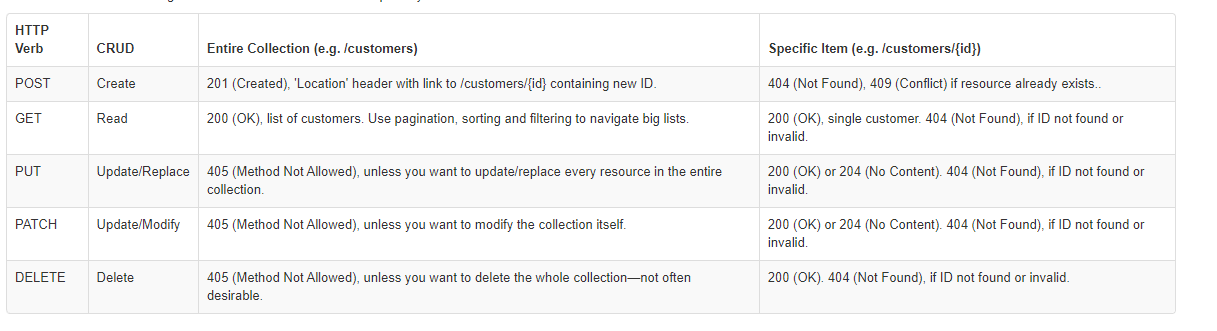 HTTP
Verb CRUD Entire Collection (e.g. /customers) Specific Item (e.g. /customers/{id})
POST Create 201 (Created), 'Location' header with link to /customers/{id} containing new ID. 404 (Not Found), 409 (Conflict) if resource already exists..
GET Read 200 (OK), list of customers. Use pagination, sorting and filtering to navigate big lists. 200 (OK), single customer. 404 (Not Found), if ID not found or
invalid.
PUT Update/Replace 405 (Method Not Allowed), unless you want to update/replace every resource in the entire
collection.
200 (OK) or 204 (No Content). 404 (Not Found), if ID not found or
invalid.
PATCH Update/Modify 405 (Method Not Allowed), unless you want to modify the collection itself. 200 (OK) or 204 (No Content). 404 (Not Found), if ID not found or
invalid.
DELETE Delete 405 (Method Not Allowed), unless you want to delete the whole collection—not often
desirable.
200 (OK). 404 (Not Found), if ID not found or invalid.